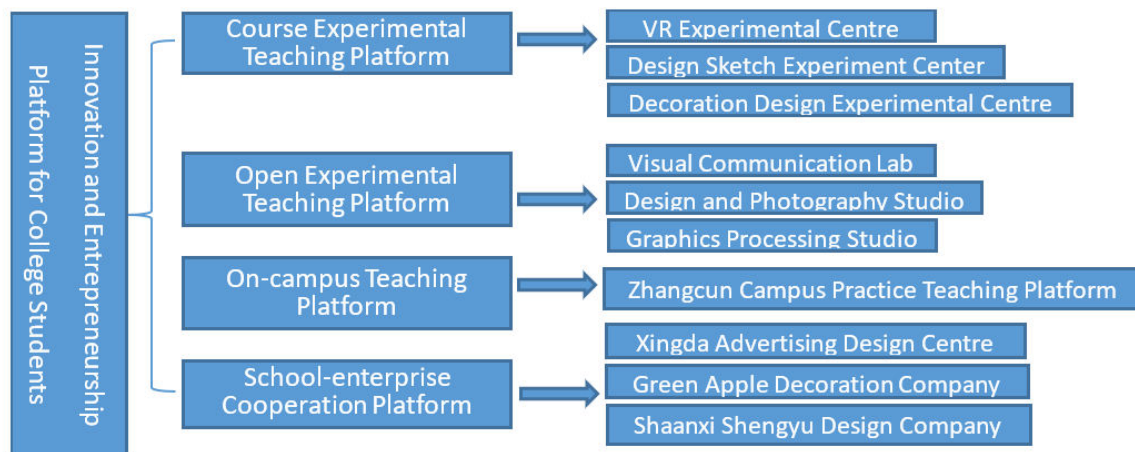 Innovation and Entrepreneurship
Platform for College Students
Course Experimental
Teaching Platform
VR Experimental Centre
Design Sketch Experiment Center
Decoration Design Experimental Centre
Open Experimental
Teaching Platform
Visual Communication Lab
Design and Photography Studio
Graphics Processing Studio
On-campus Teaching
Platform
Zhangcun Campus Practice Teaching Platform
School-enterprise
Cooperation Platform
Xingda Advertising Design Centre
Green Apple Decoration Company
Shaanxi Shengyu Design Company